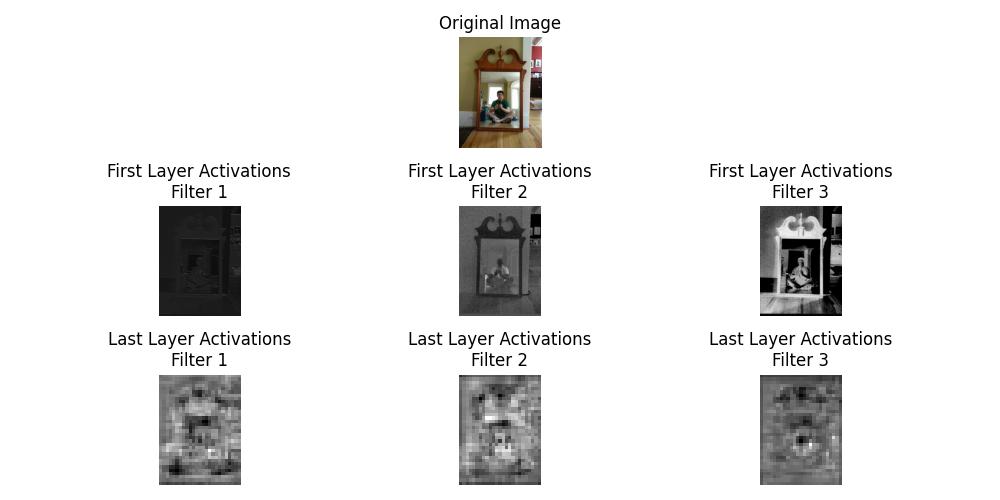 Original Image
First Layer Activations
Filter 1
First Layer Activations
Filter 2
First Layer Activations
Filter 3
Last Layer Activations
Filter 1
Last Layer Activations
Filter 2
Last Layer Activations
Filter 3